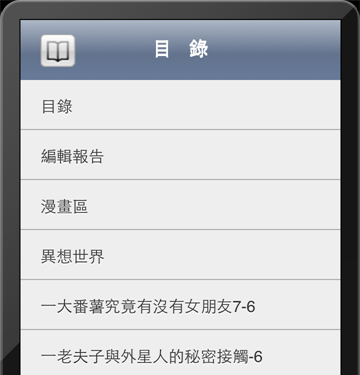 目 錄
目錄
編輯報告
漫畫區
異想世界
一大番薯究竟有沒有女朋友7-6
一老夫子與外星人的秘密接觸-6